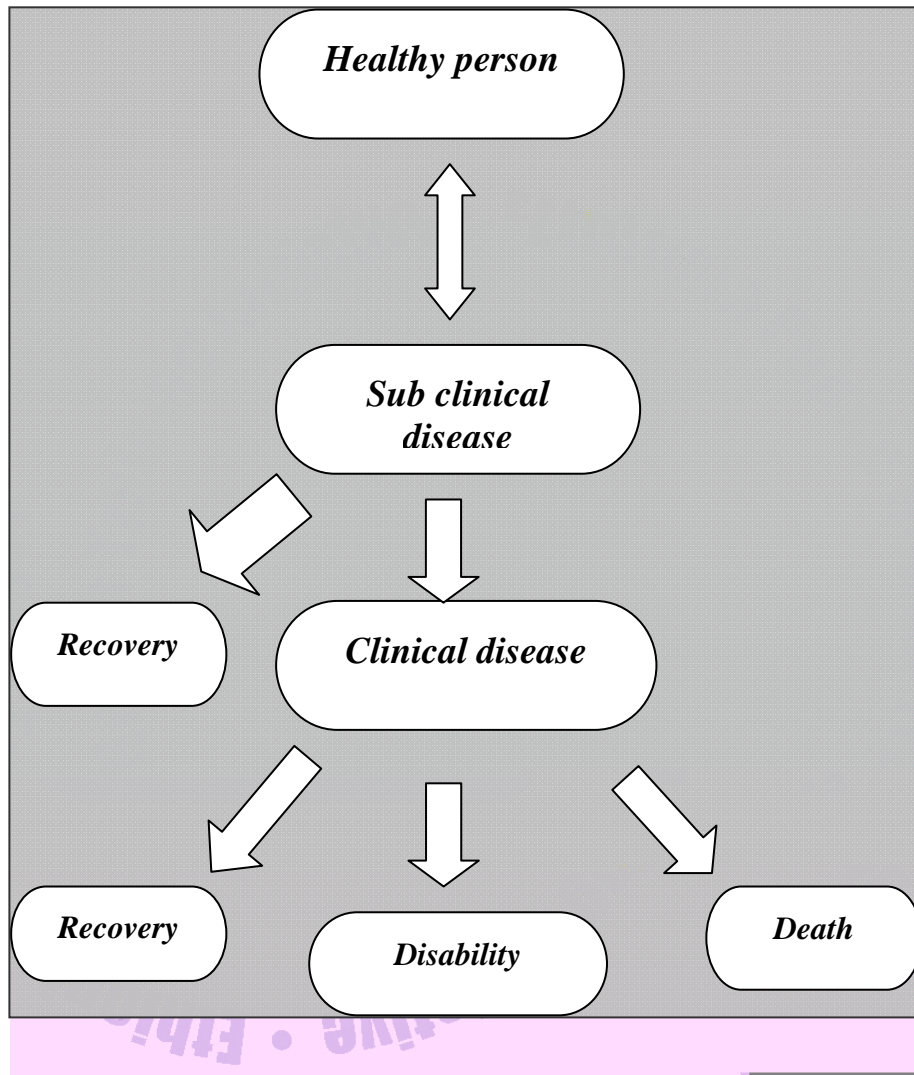 Healthy person
Sub clinical
disease
Recovery
Clinical disease
Recovery
Disability
Death